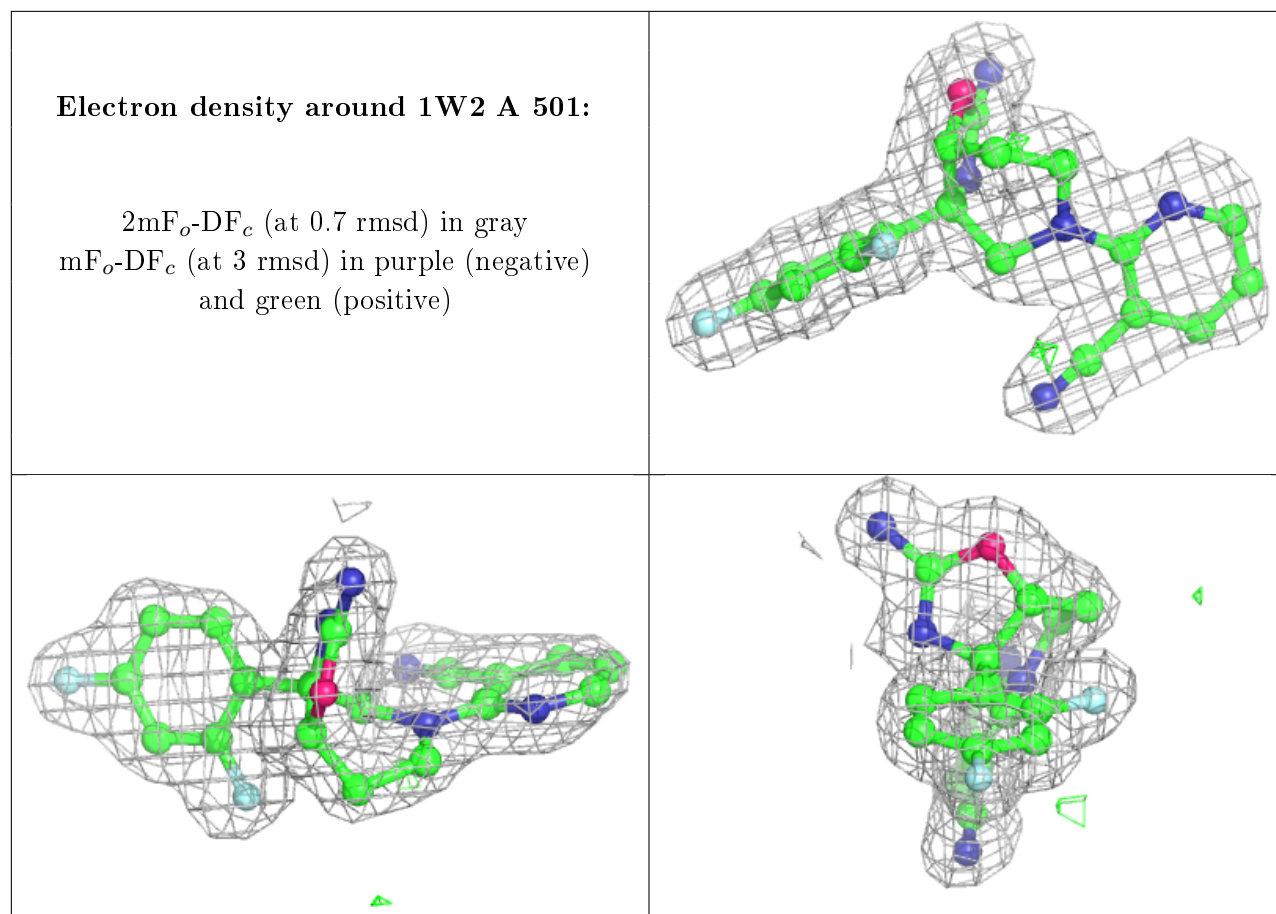 Electron density around 1W2 A 501:
2mFo-DFc (at 0.7 rmsd) in gray
mFo-DFc (at 3 rmsd) in purple (negative)
and green (positive)